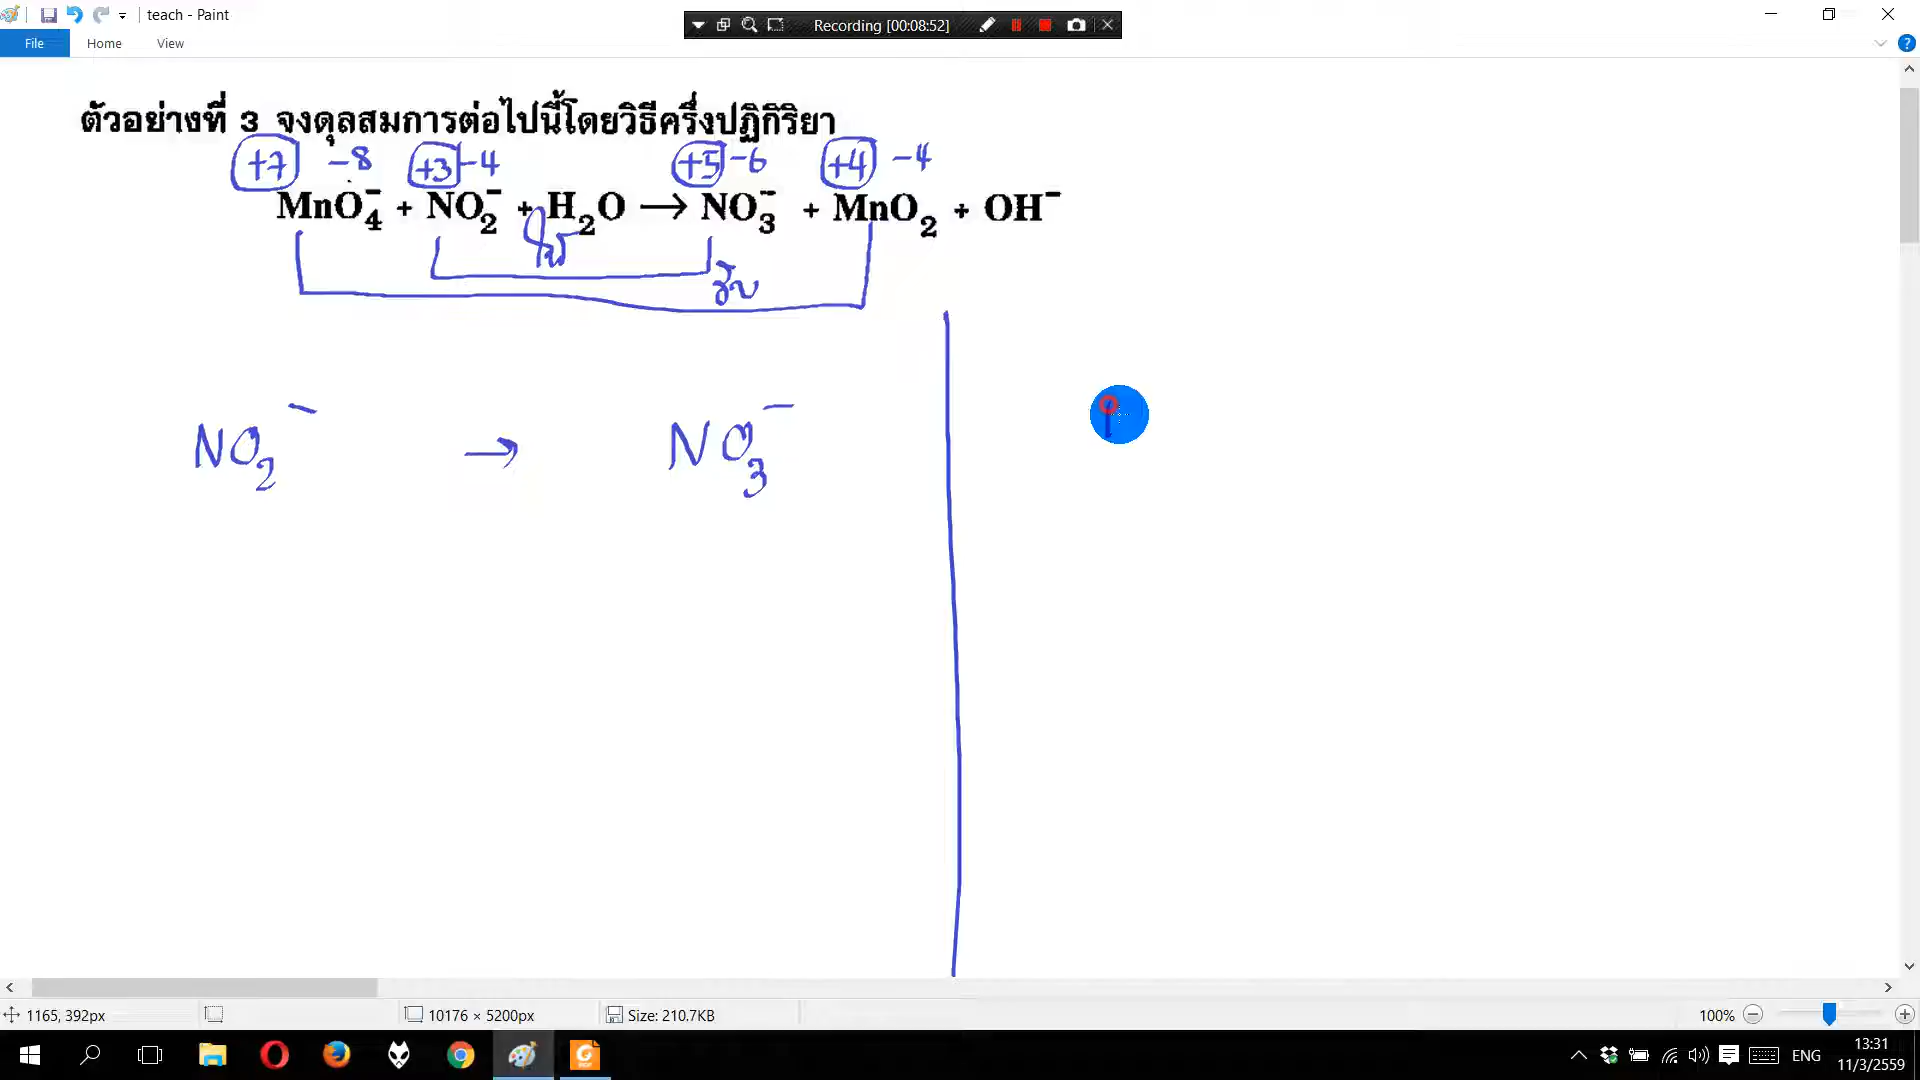 teach - Paint
Recording [00:08:52]
File Home View
ตัวอย่างที่ 3 จงดุลสมการต่อไปนี้โดยวิธีครึ่งปฏิกิริยา
+7 -8 +3 -4 +5 -6 +4 -4
MnO₄⁻ + NO₂⁻ + H₂O → NO₃⁻ + MnO₂ + OH⁻
รับ
NO₂⁻ → NO₃⁻
1165, 392px 10176 × 5200px Size: 210.7KB 100%
ENG 13:31
11/3/2559